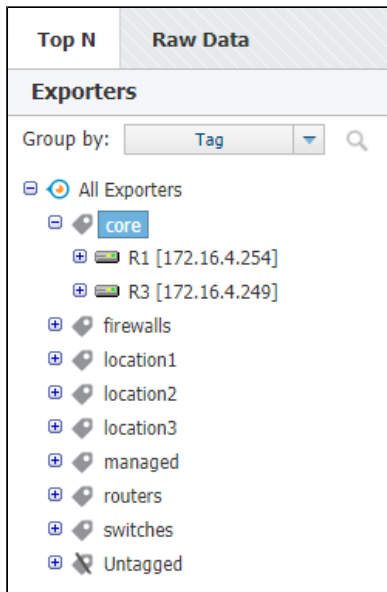 Top N Raw Data
Exporters
Group by: Tag
All Exporters
core
R1 [172.16.4.254]
R3 [172.16.4.249]
firewalls
location1
location2
location3
managed
routers
switches
Untagged